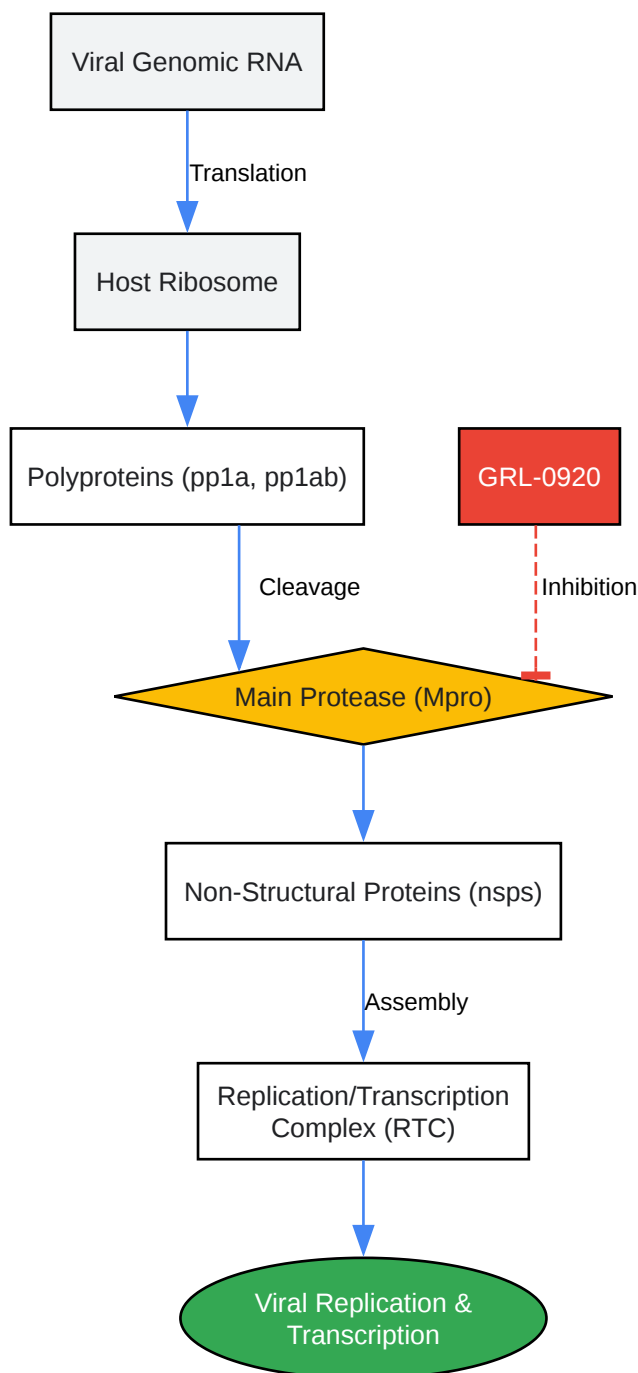 Viral Genomic RNA
Translation
Host Ribosome
Polyproteins (pp1a, pp1ab)
GRL-0920
Cleavage
Inhibition
Main Protease (Mpro)
Non-Structural Proteins (nsps)
Assembly
Replication/Transcription
Complex (RTC)
Viral Replication &
Transcription